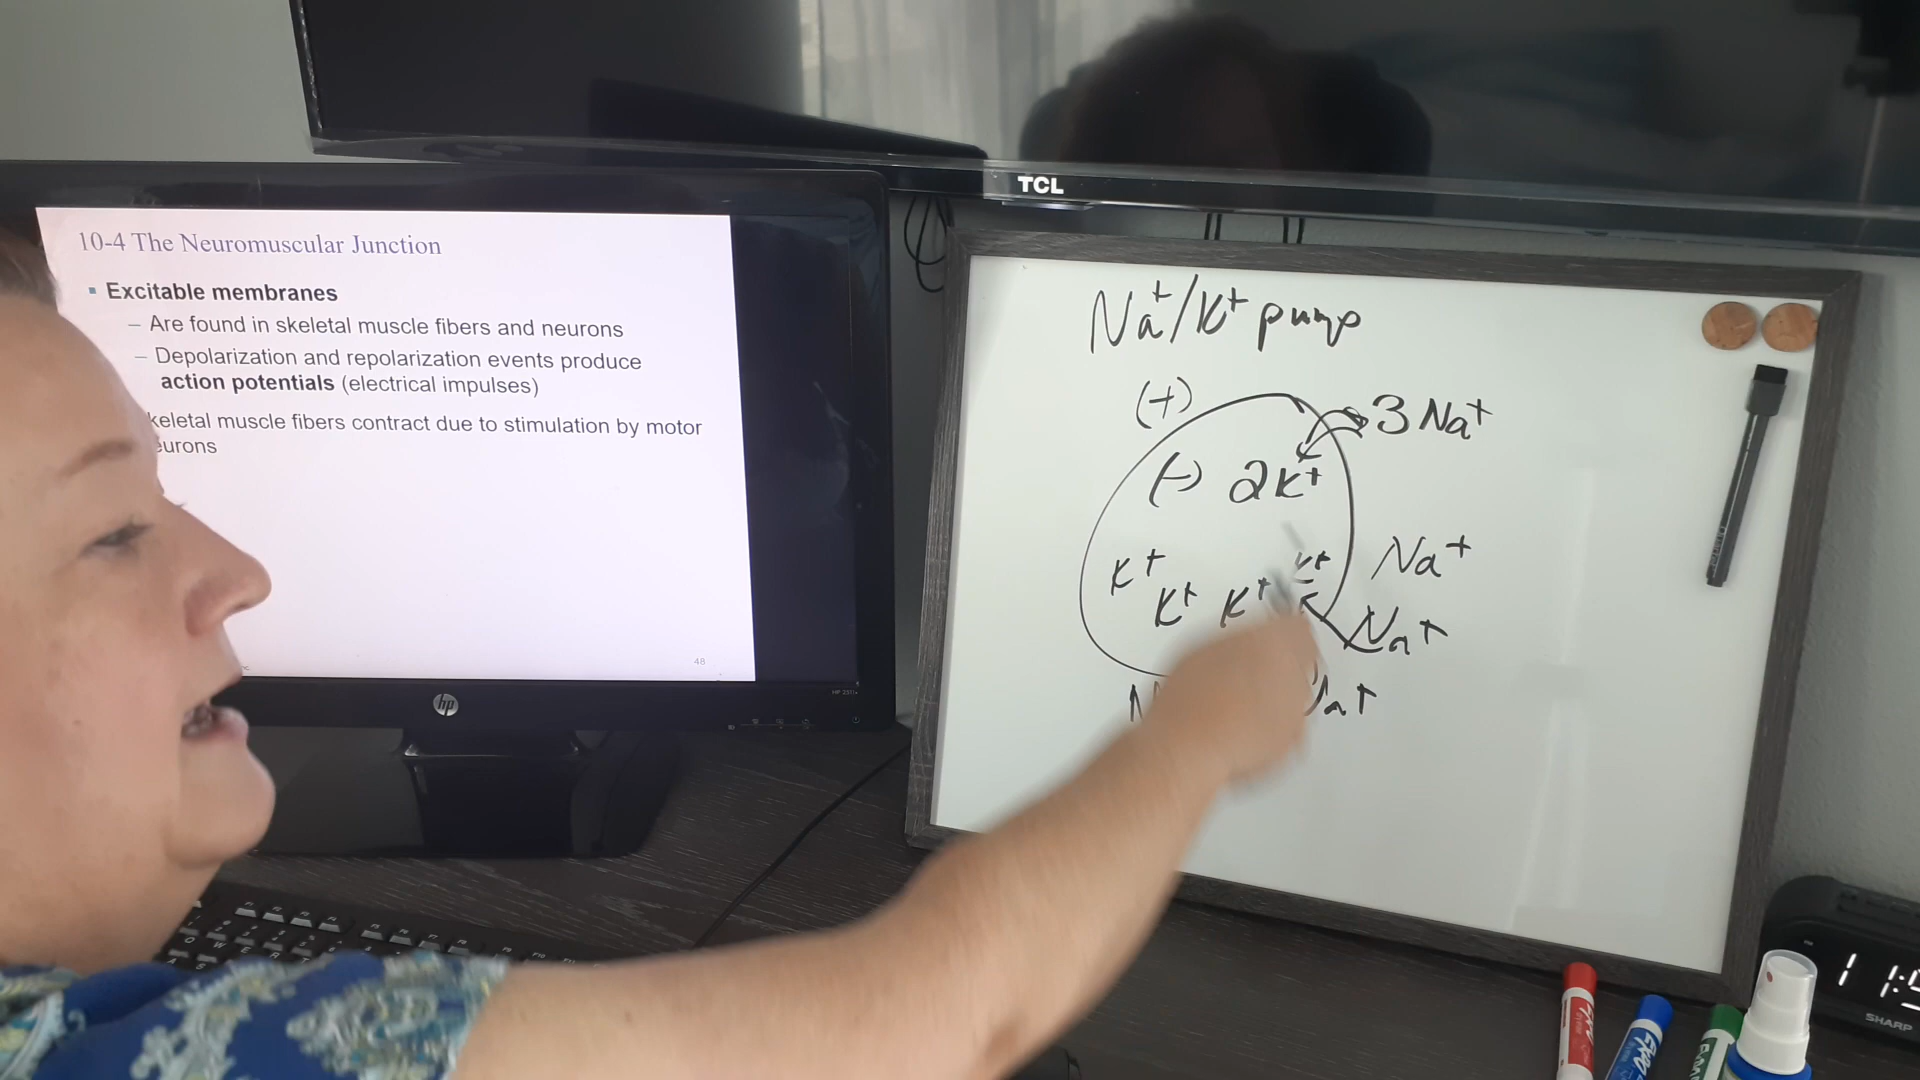 TCL
10-4 The Neuromuscular Junction
▪ Excitable membranes
– Are found in skeletal muscle fibers and neurons
– Depolarization and repolarization events produce
action potentials (electrical impulses)
keletal muscle fibers contract due to stimulation by motor
eurons
48
hp
Na+/K+ pump
(+)
3 Na+
(-) 2K+
K+ K+ K+ K+
Na+
Na+
SHARP
EXPO